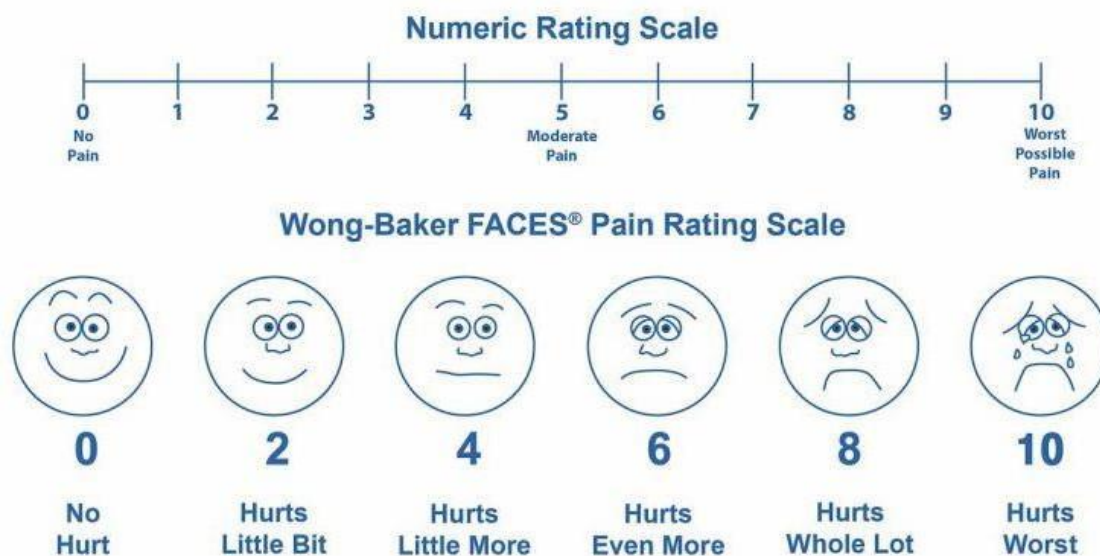 Numeric Rating Scale
0 1 2 3 4 5 6 7 8 9 10
No
Pain
Moderate
Pain
Worst
Possible
Pain
Wong-Baker FACES® Pain Rating Scale
0 2 4 6 8 10
No
Hurt
Hurts
Little Bit
Hurts
Little More
Hurts
Even More
Hurts
Whole Lot
Hurts
Worst